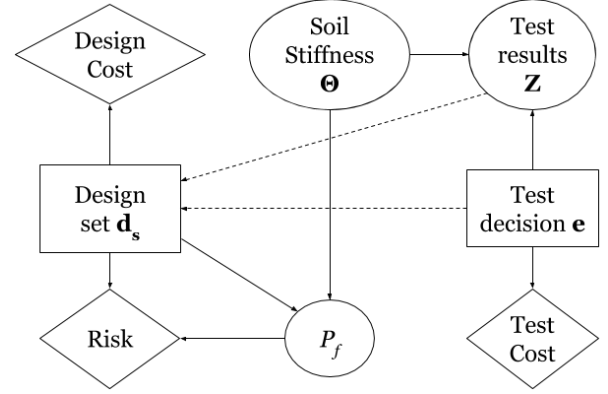 Design
Cost
Soil
Stiffness
Θ
Test
results
Z
Design
set d_s
Test
decision e
Risk
P_f
Test
Cost